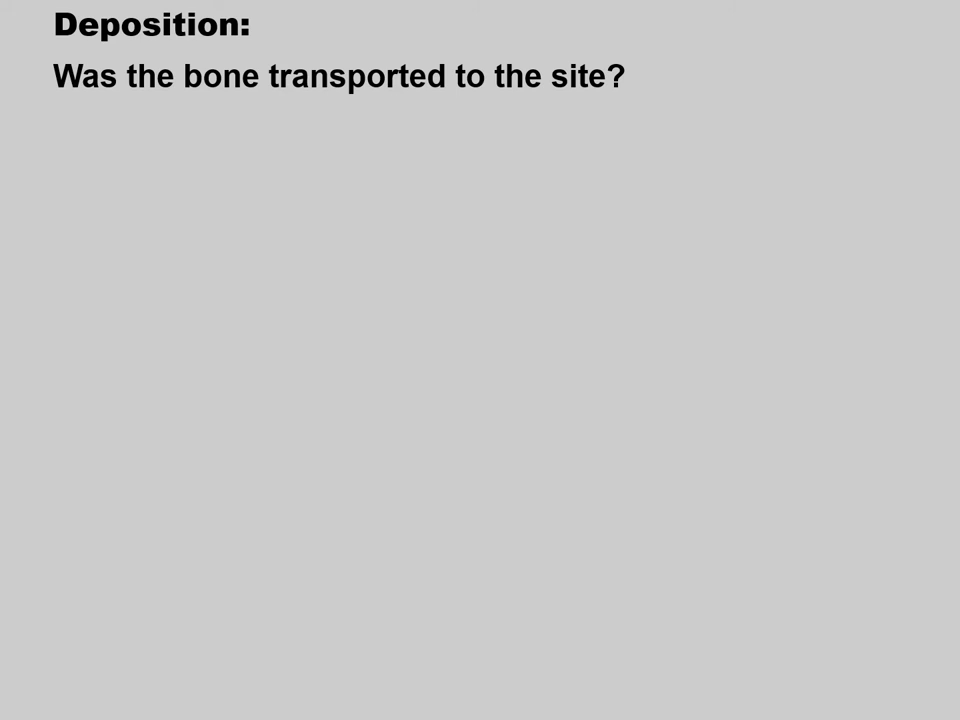 Deposition:
Was the bone transported to the site?